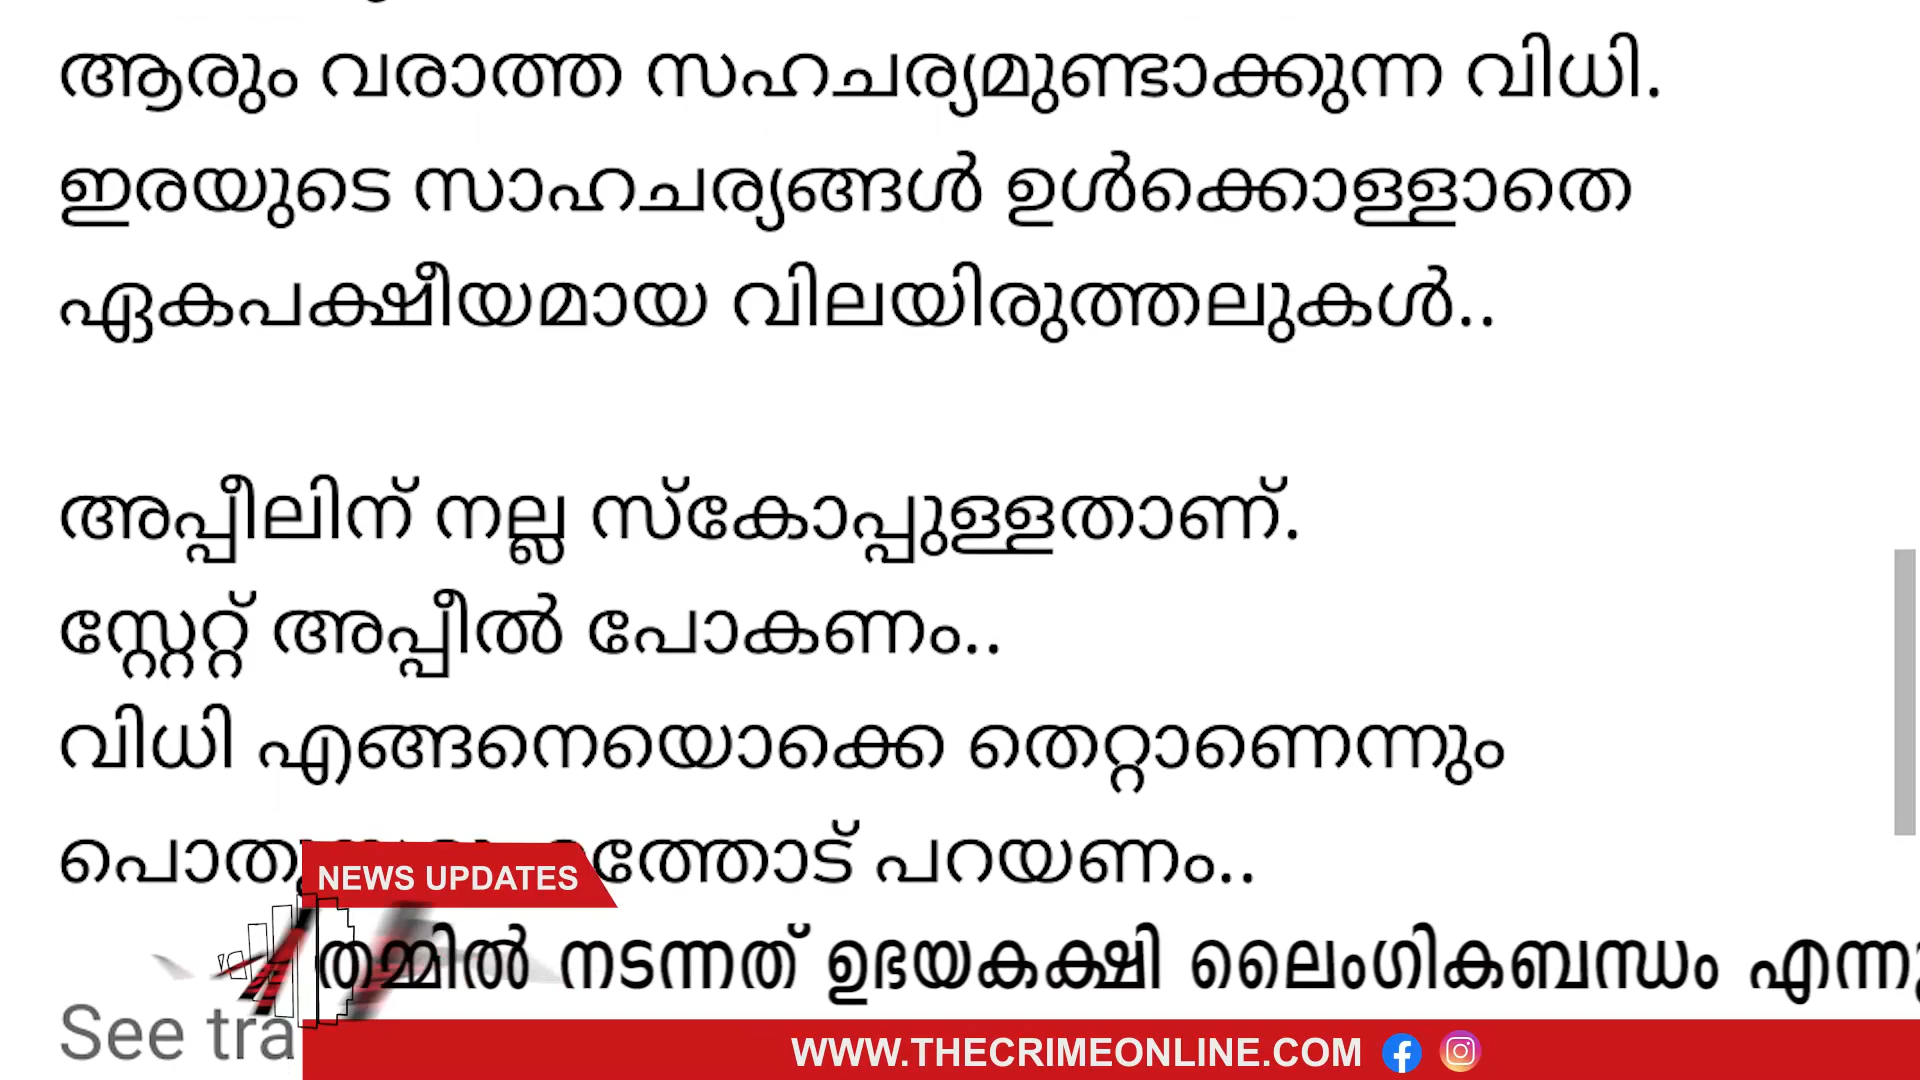 ആരും വരാത്ത സഹചര്യമുണ്ടാക്കുന്ന വിധി.
ഇരയുടെ സാഹചര്യങ്ങൾ ഉൾക്കൊള്ളാതെ
ഏകപക്ഷീയമായ വിലയിരുത്തലുകൾ..
അപ്പീലിന് നല്ല സ്കോപ്പുള്ളതാണ്.
സ്റ്റേറ്റ് അപ്പീൽ പോകണം..
വിധി എങ്ങനെയൊക്കെ തെറ്റാണെന്നും
പറയണം..
NEWS UPDATES
തമ്മിൽ നടന്നത് ഉഭയകക്ഷി ലൈംഗികബന്ധം
See
WWW.THECRIMEONLINE.COM